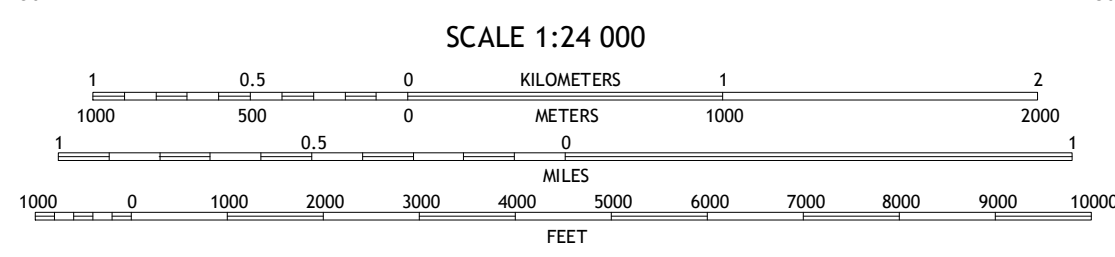 SCALE 1:24 000
1 0.5 0 KILOMETERS 1 2
1000 500 0 METERS 1000 2000
1 0.5 0 1
MILES
1000 0 1000 2000 3000 4000 5000 6000 7000 8000 9000 10000
FEET